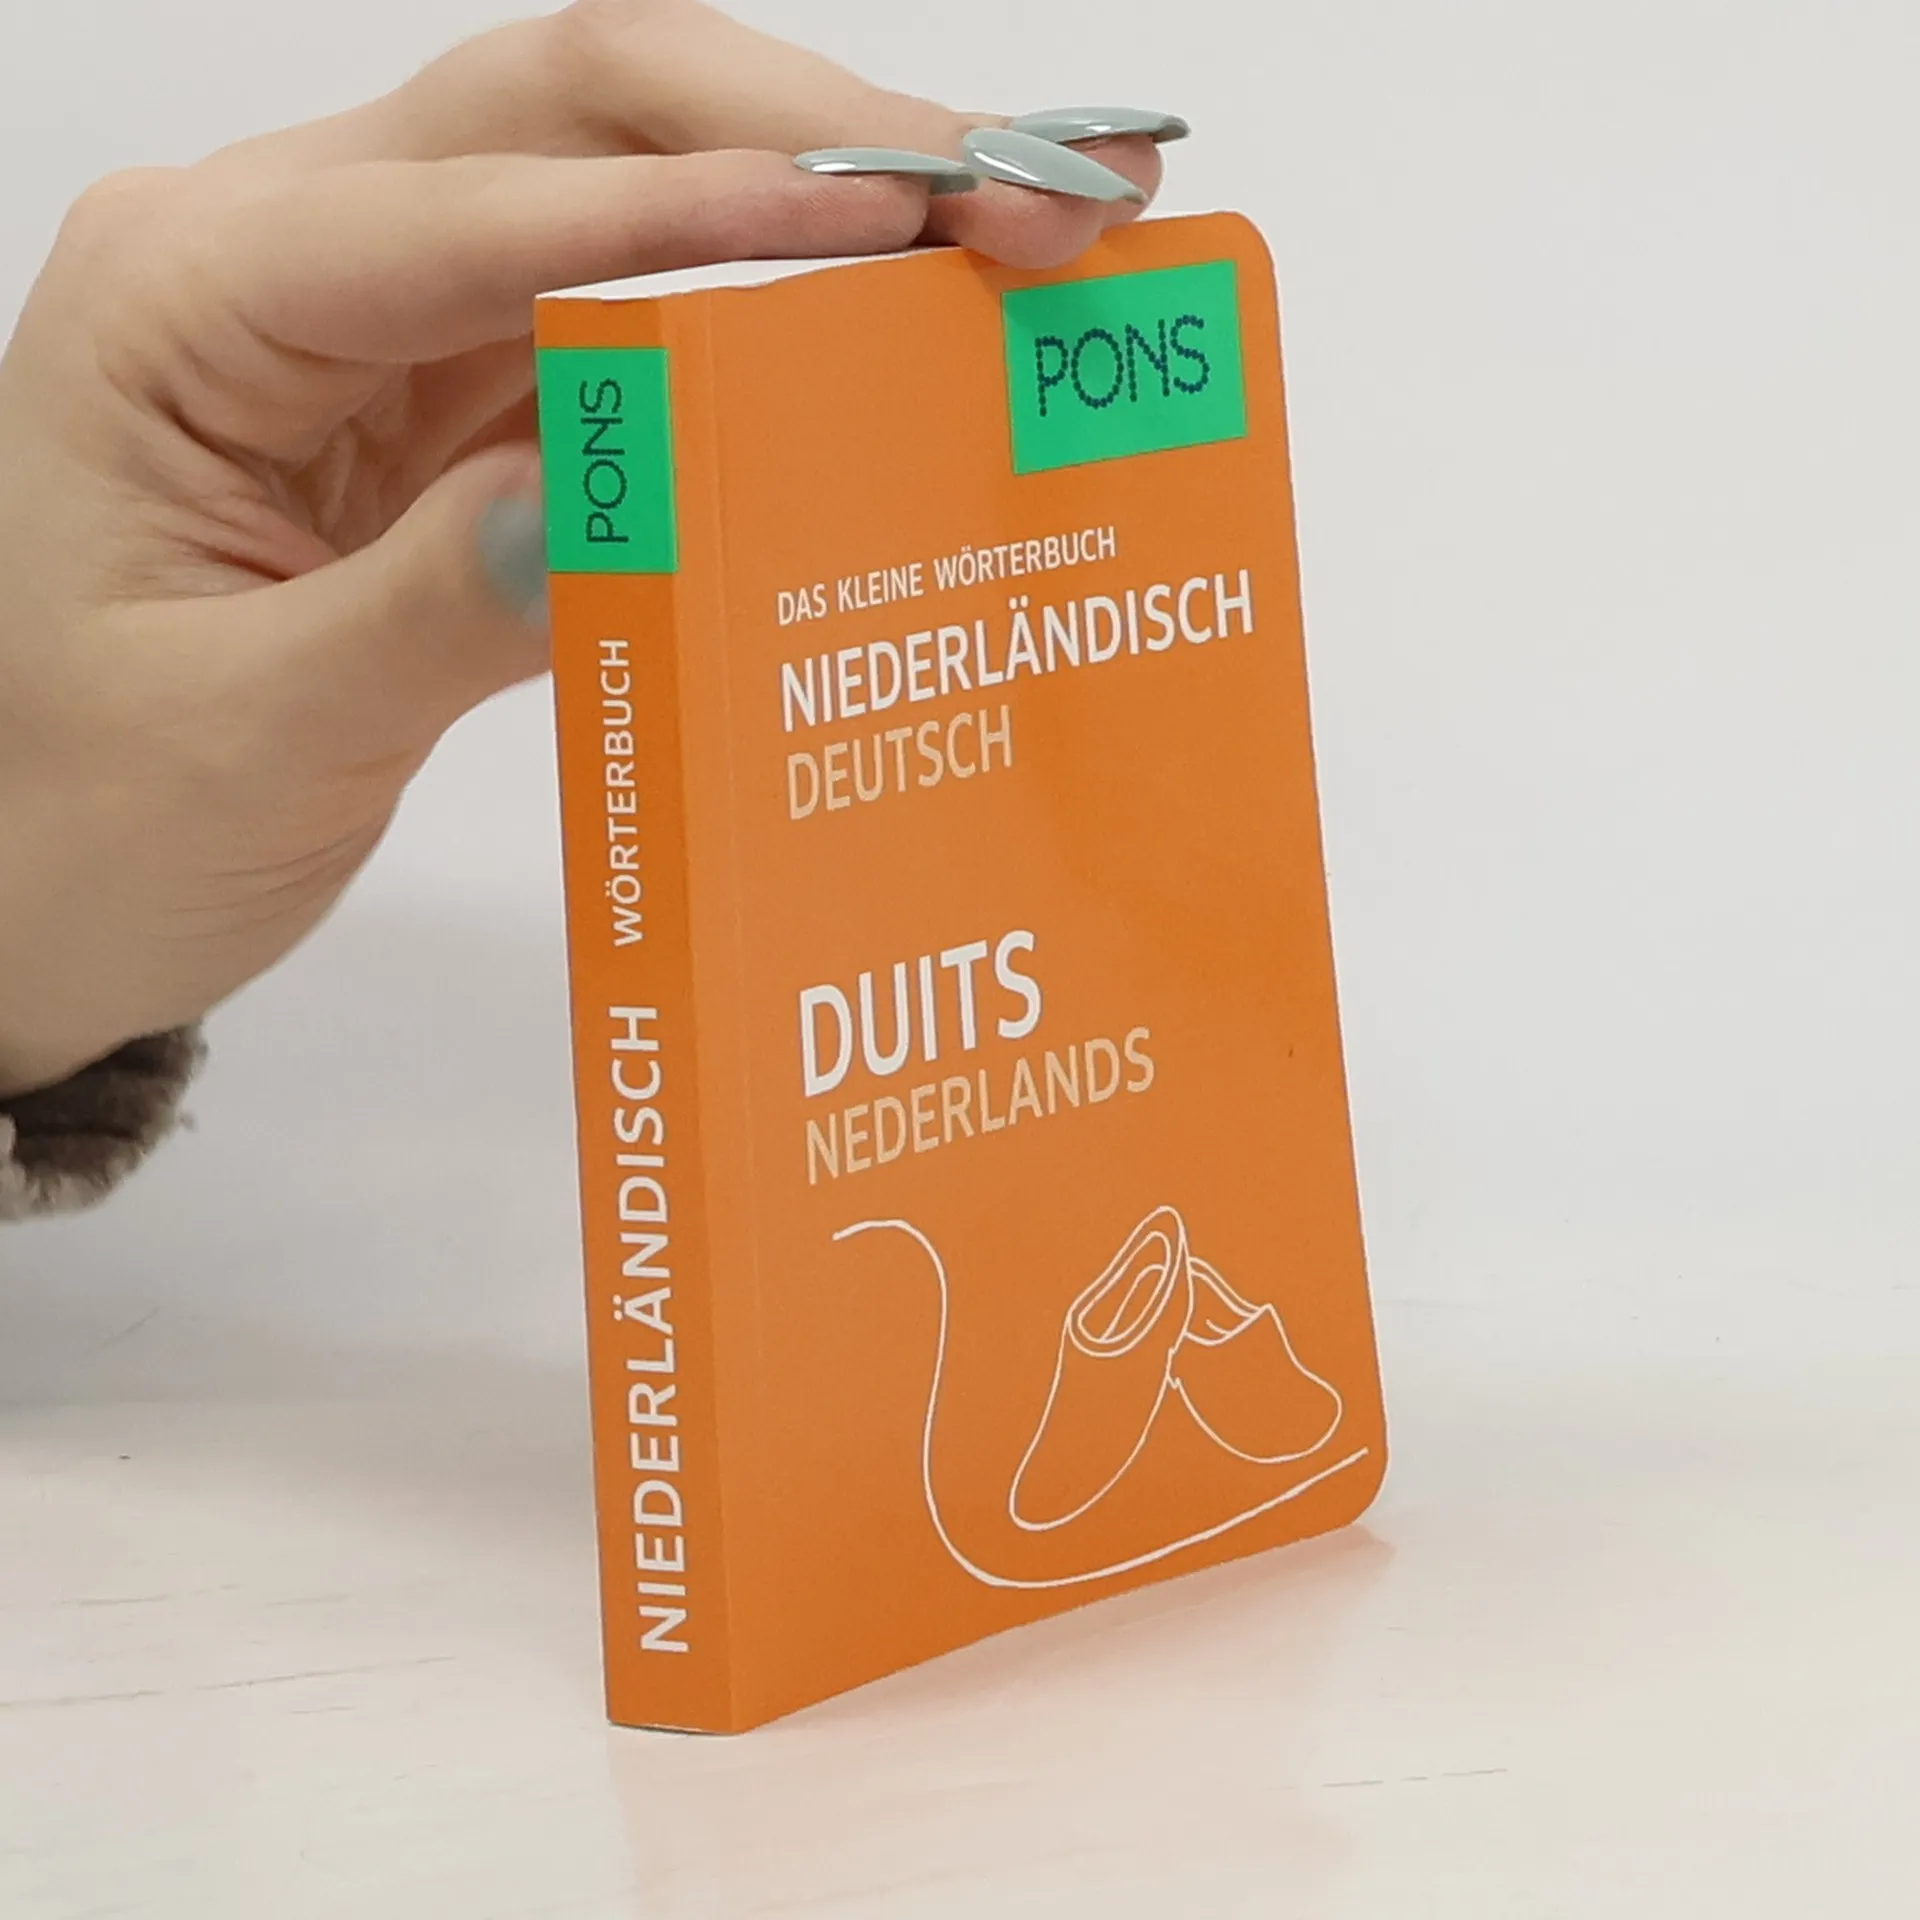 PONS
DAS KLEINE WÖRTERBUCH
NIEDERLÄNDISCH
DEUTSCH
DUITS
NEDERLANDS
NIEDERLÄNDISCH WÖRTERBUCH PONS